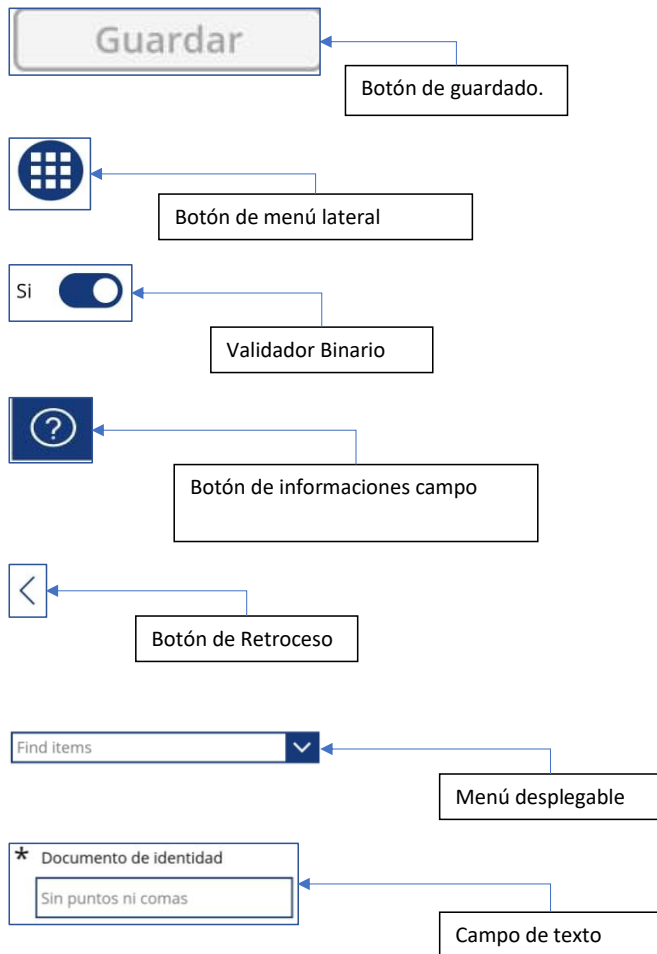 Guardar
Botón de guardado.
Botón de menú lateral
Si
Validador Binario
?
Botón de informaciones campo
Botón de Retroceso
Find items
Menú desplegable
* Documento de identidad
Sin puntos ni comas
Campo de texto